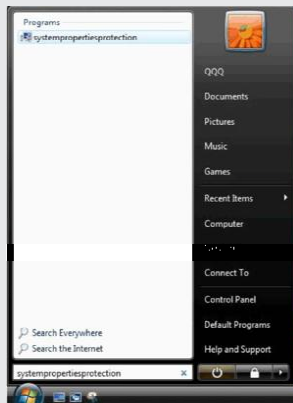 Programs
systempropertiesprotection
Search Everywhere
Search the Internet
systempropertiesprotection
QQQ
Documents
Pictures
Music
Games
Recent Items
Computer
Connect To
Control Panel
Default Programs
Help and Support